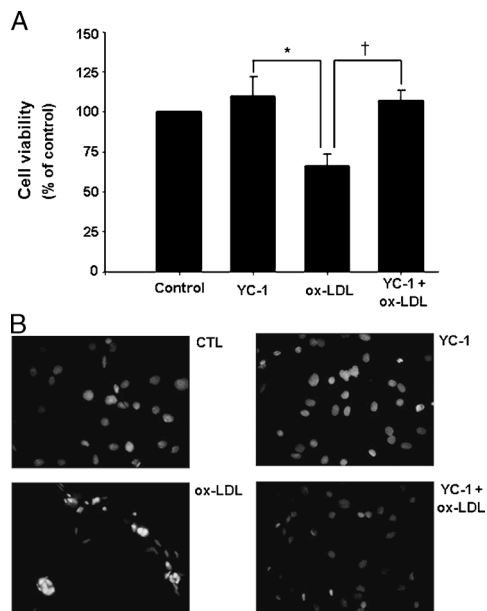 A
Cell viability
(% of control)
150
125
100
75
50
25
0
*
†
Control
YC-1
ox-LDL
YC-1 +
ox-LDL
B
CTL
YC-1
ox-LDL
YC-1 +
ox-LDL